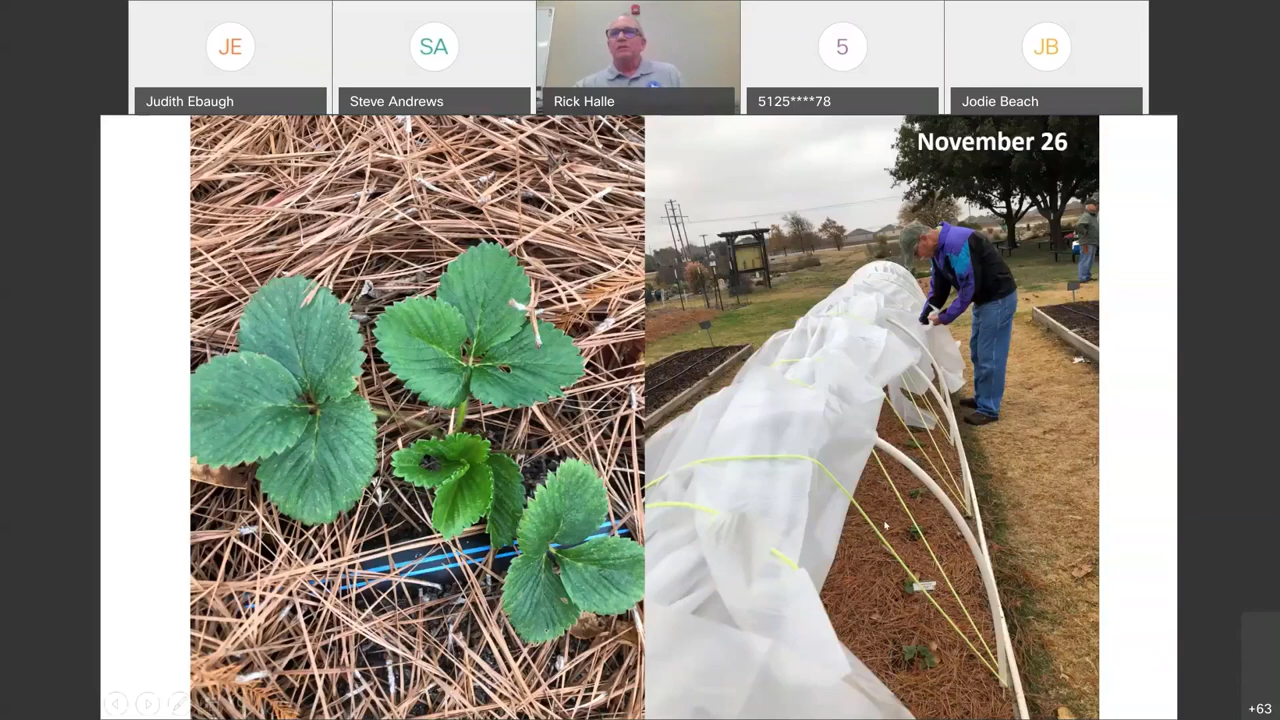 JE
SA
5
JB
Judith Ebaugh
Steve Andrews
Rick Halle
5125****78
Jodie Beach
November 26
+63